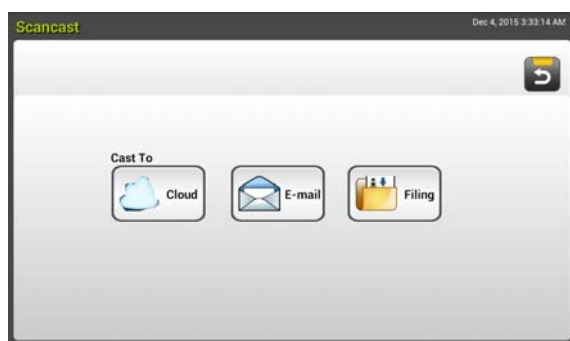 Scancast
Dec 4, 2015 3:33:14 AM
Cast To
Cloud
E-mail
Filing